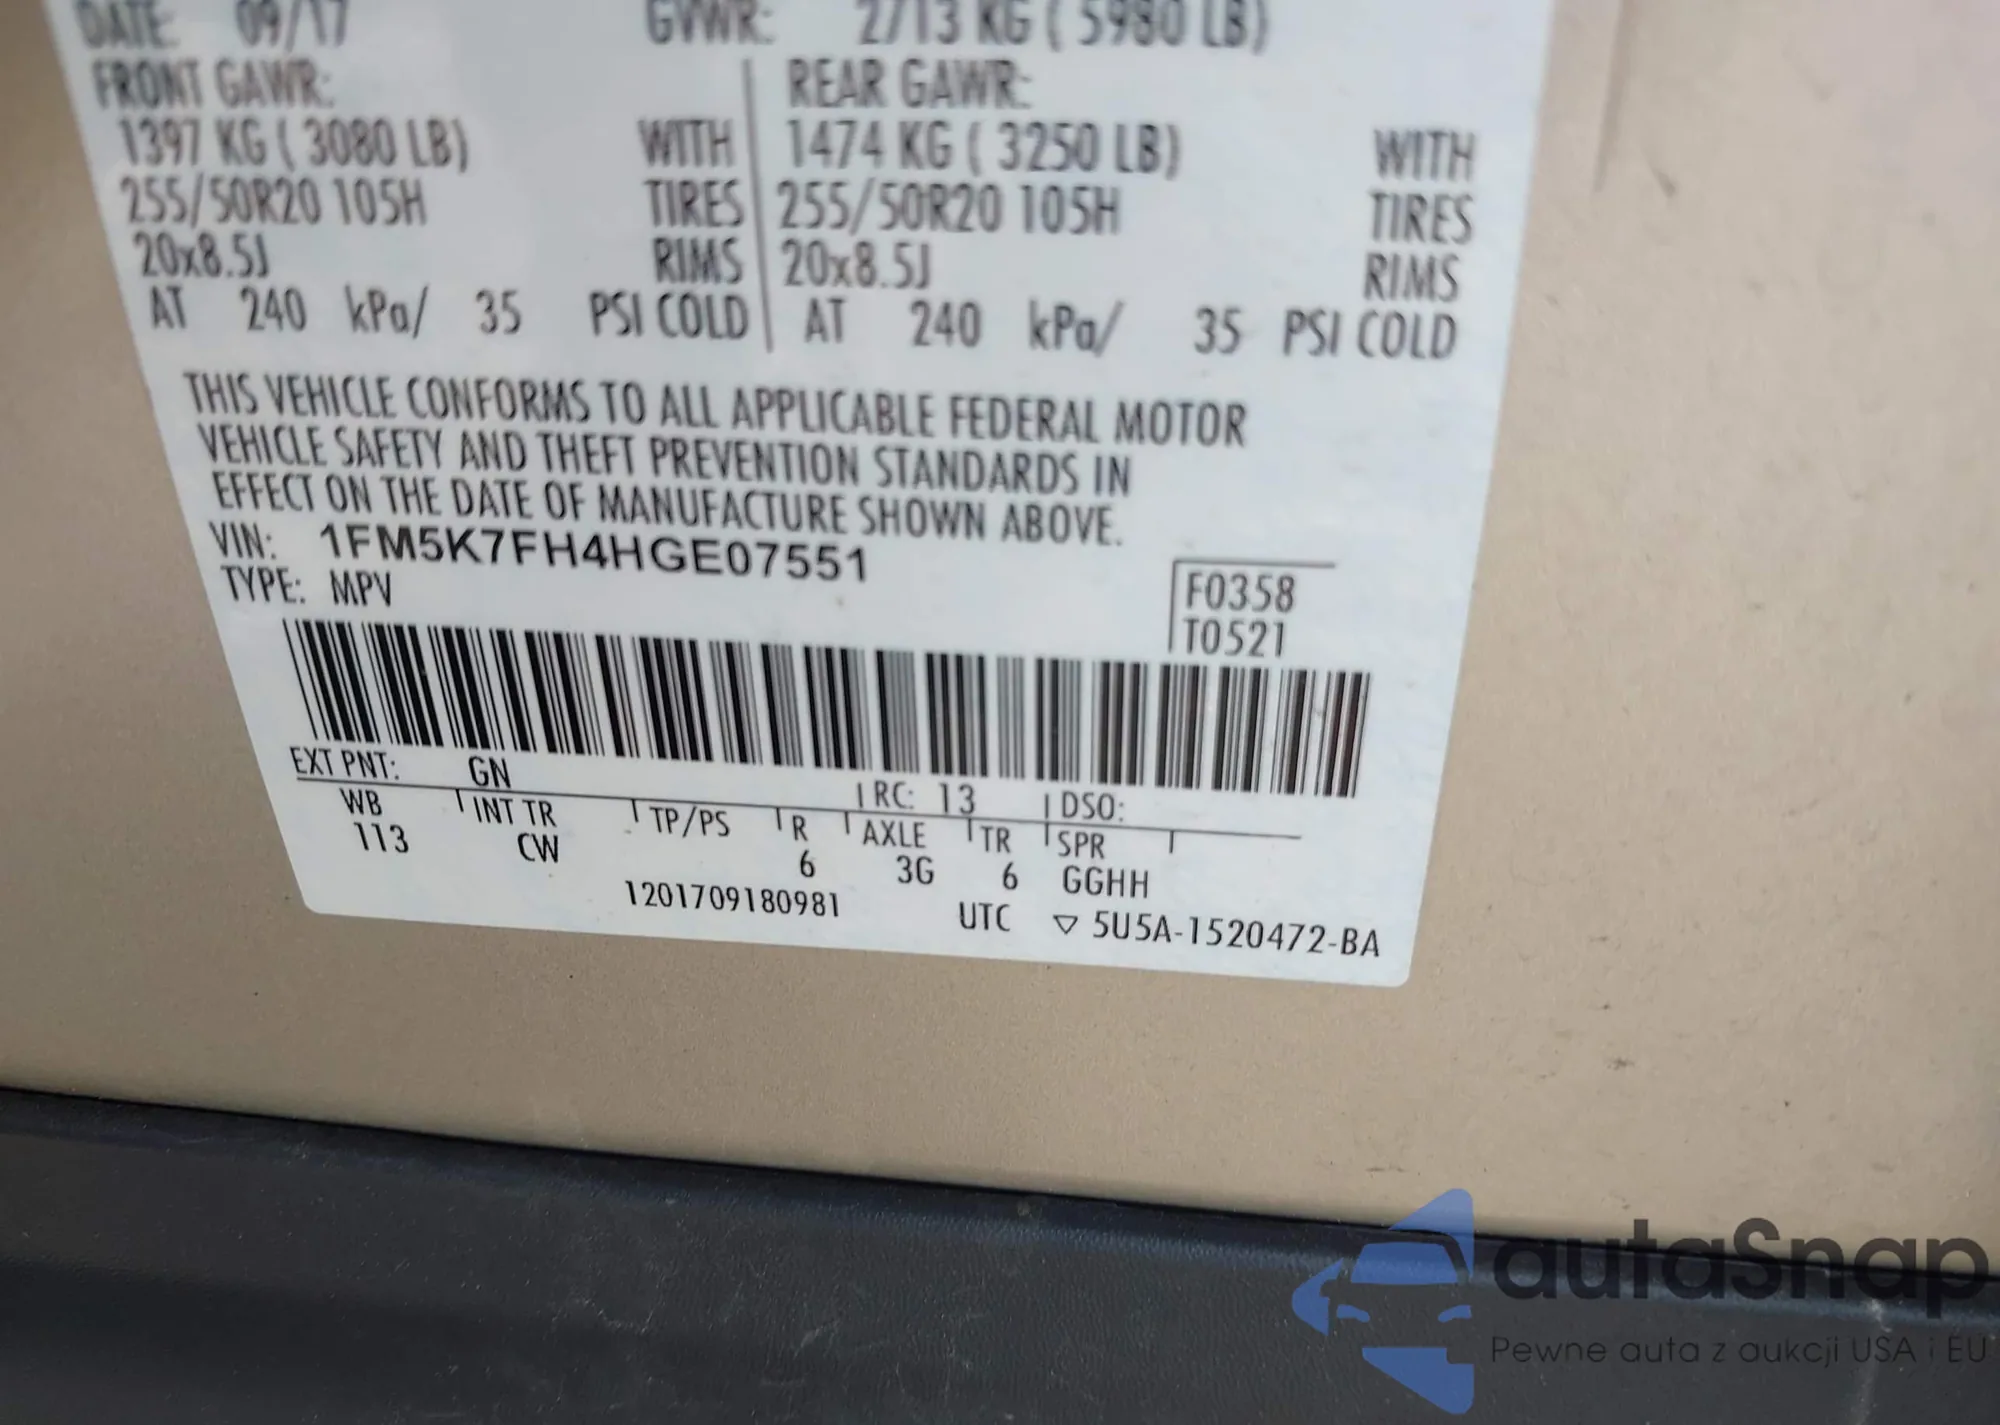 DATE: 09/17 GVWR: 2713 KG ( 5980 LB)
FRONT GAWR: REAR GAWR:
1397 KG ( 3080 LB) WITH 1474 KG ( 3250 LB) WITH
255/50R20 105H TIRES 255/50R20 105H TIRES
20x8.5J RIMS 20x8.5J RIMS
AT 240 kPa/ 35 PSI COLD AT 240 kPa/ 35 PSI COLD
THIS VEHICLE CONFORMS TO ALL APPLICABLE FEDERAL MOTOR
VEHICLE SAFETY AND THEFT PREVENTION STANDARDS IN
EFFECT ON THE DATE OF MANUFACTURE SHOWN ABOVE.
VIN: 1FM5K7FH4HGE07551
TYPE: MPV
F0358
T0521
EXT PNT: GN RC: 13 DSO:
WB INT TR TP/PS R AXLE TR SPR
113 CW 6 3G 6 GGHH
1201709180981 UTC ▽ 5U5A-1520472-BA
autaSnap
Pewne auta z aukcji USA i EU